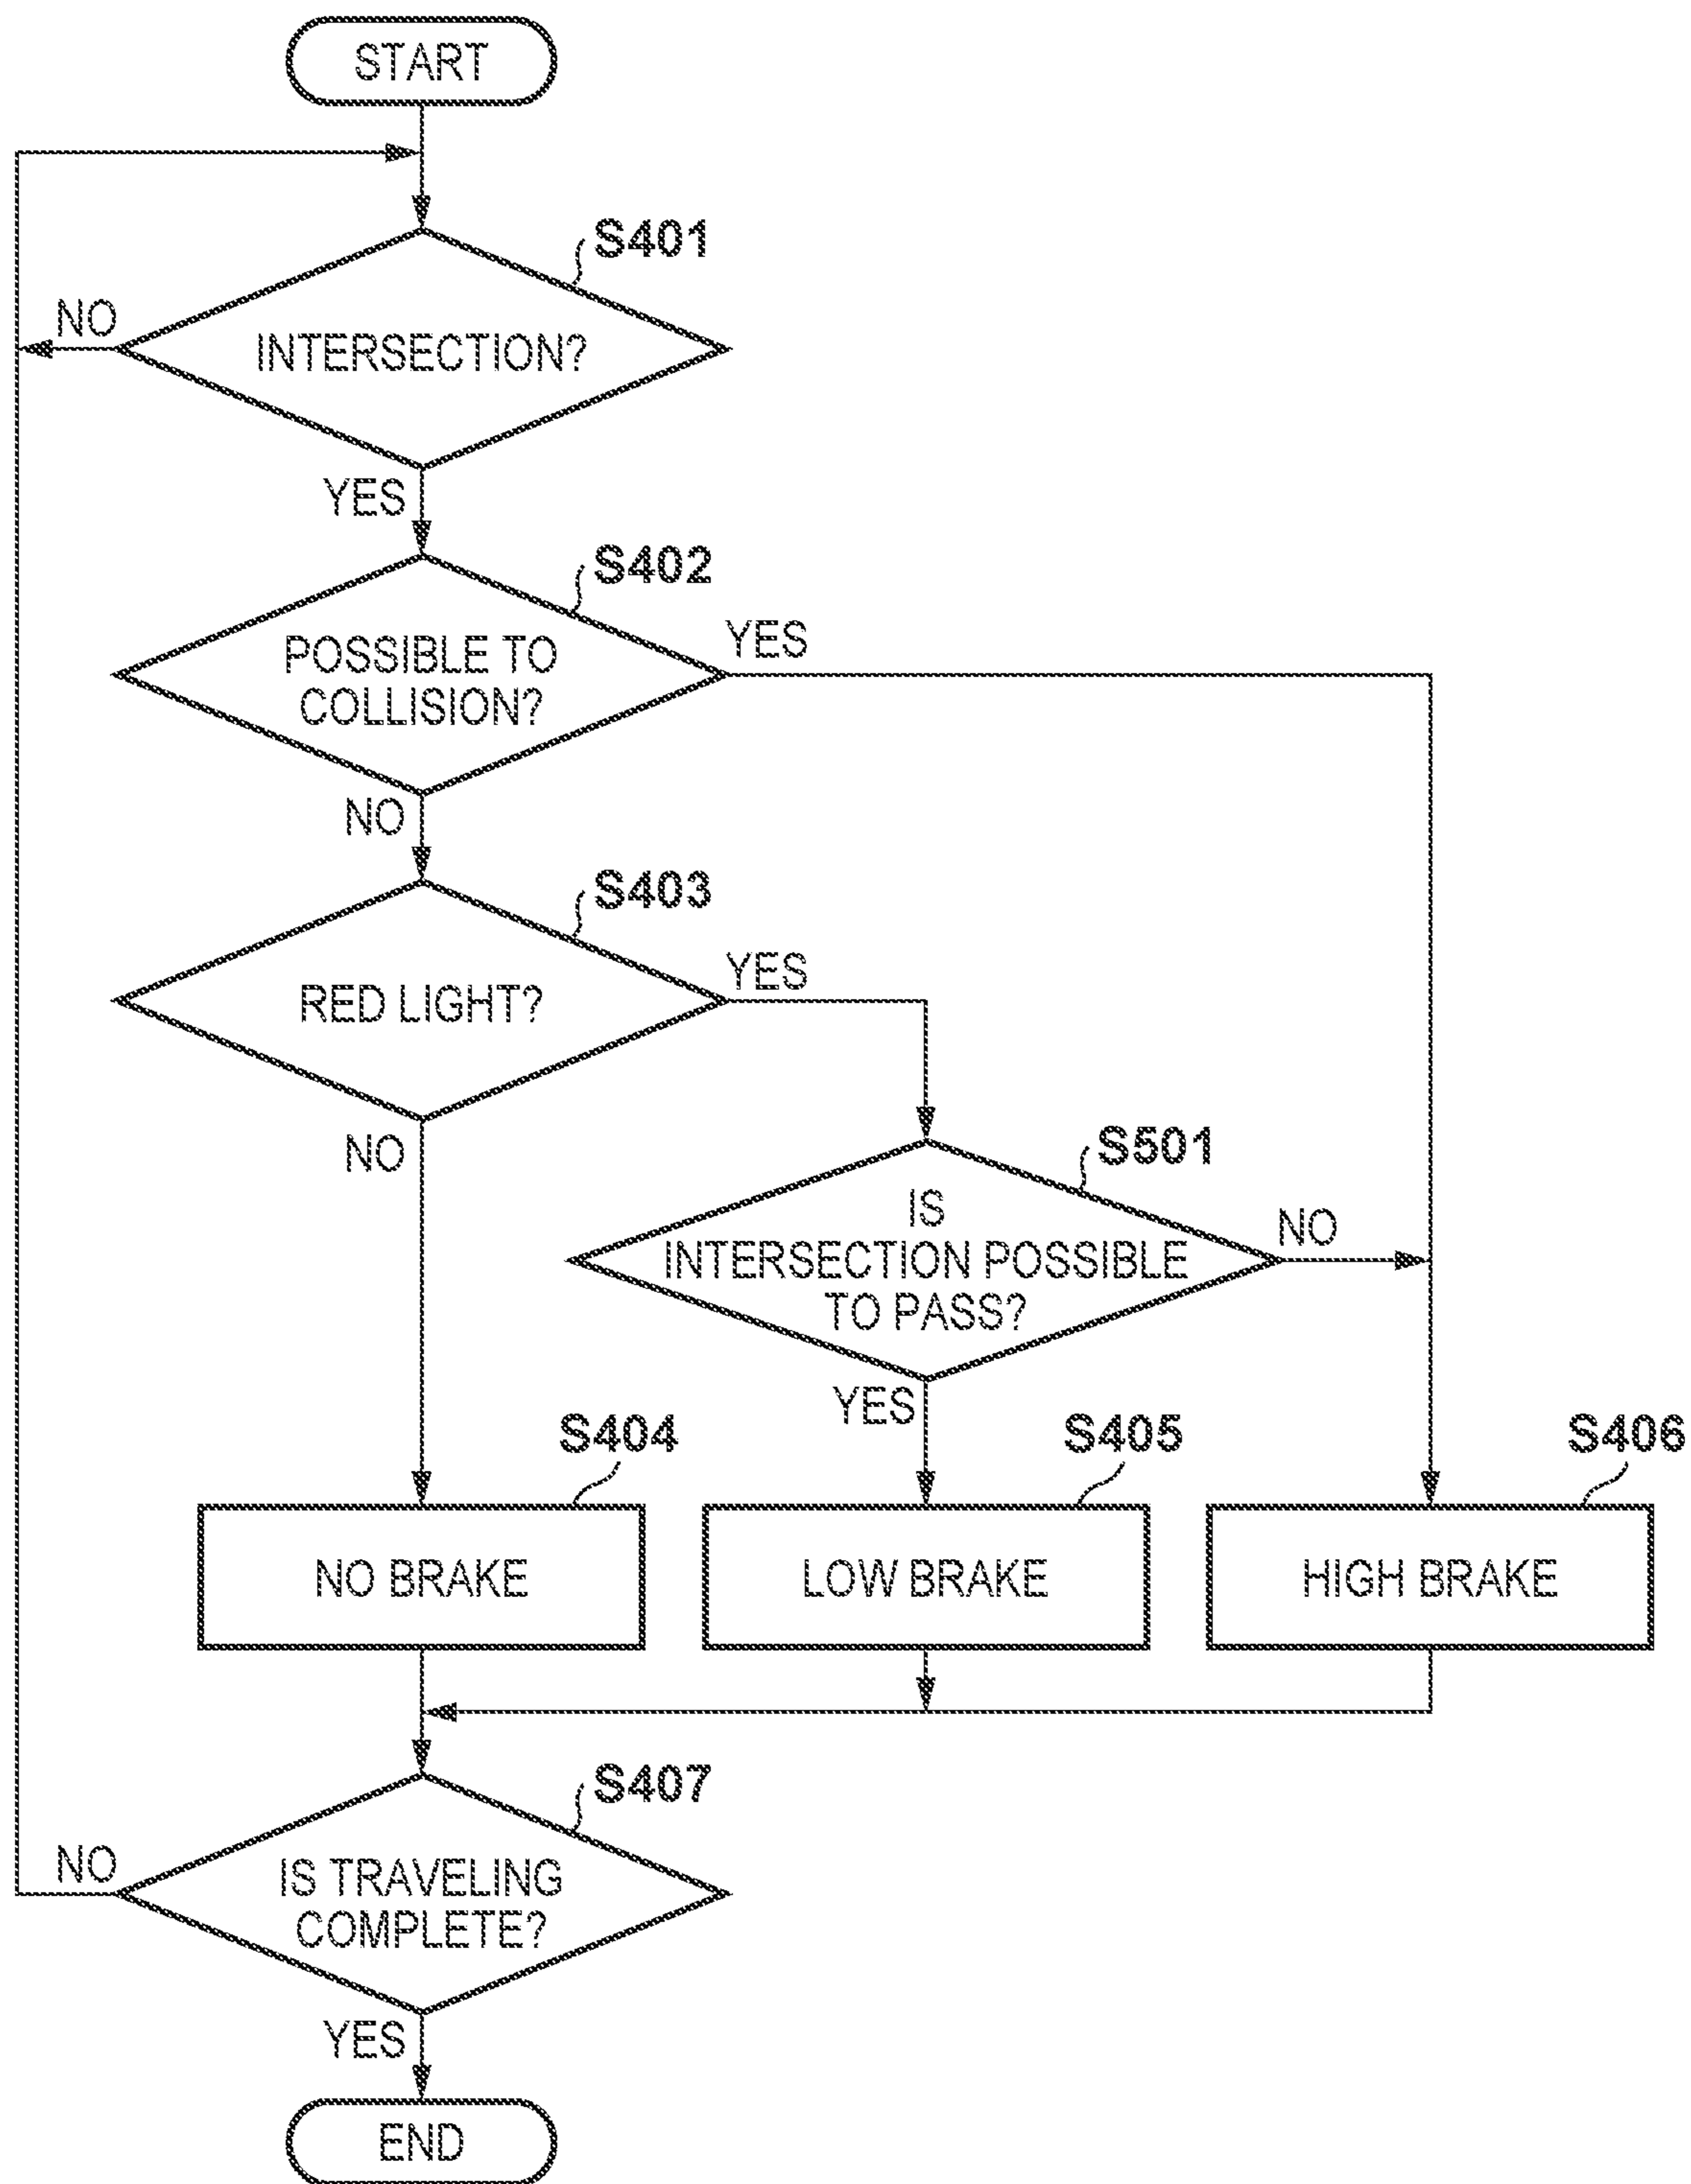 START
S401
NO
INTERSECTION?
YES
S402
YES
POSSIBLE TO
COLLISION?
NO
S403
YES
RED LIGHT?
NO
S501
IS
INTERSECTION POSSIBLE
TO PASS?
NO
YES
S404
S405
S406
NO BRAKE
LOW BRAKE
HIGH BRAKE
S407
NO
IS TRAVELING
COMPLETE?
YES
END